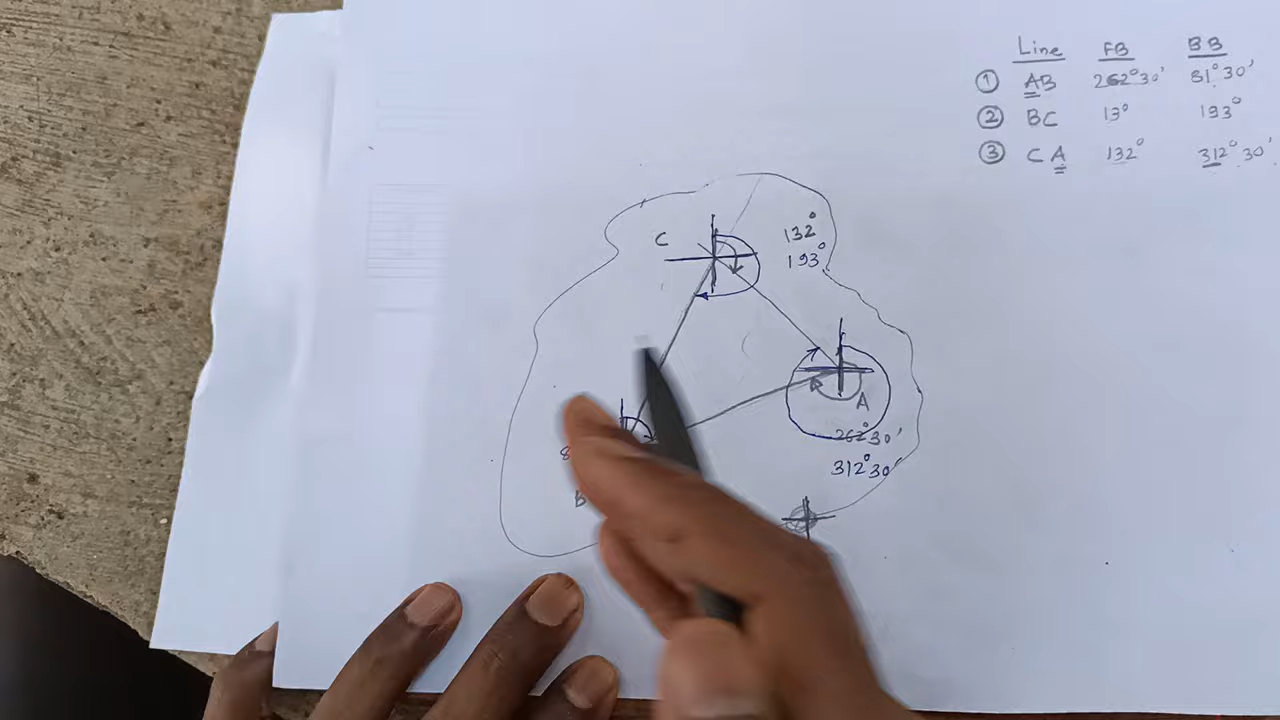 Line FB BB
① AB 262°30' 81°30'
② BC 13° 193°
③ CA 132° 312°30'
C
132°
193°
A
262°30'
312°30'
8
B